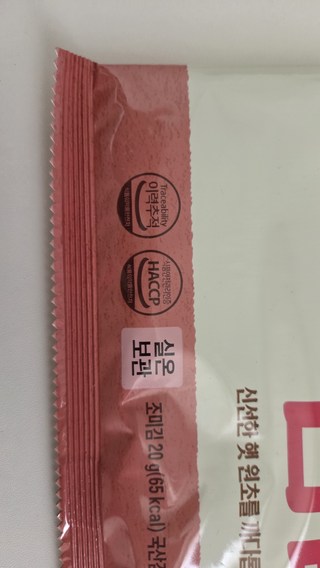 Traceability
이력추적
HACCP
실온
보관
조미김 20 g(65 kcal) 국산
신선한 햇 원초를